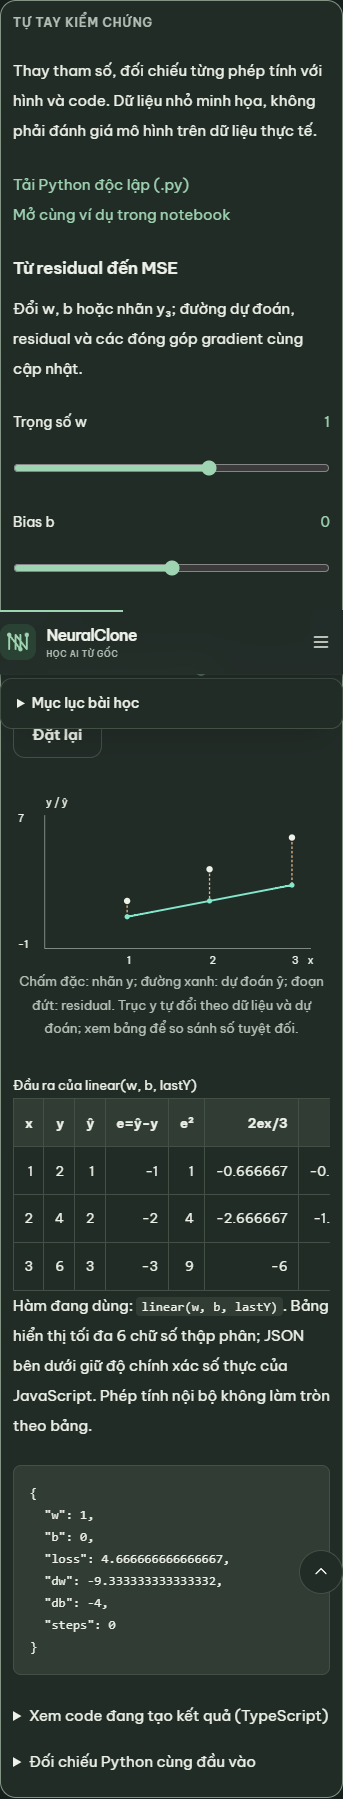 TỰ TAY KIỂM CHỨNG
Thay tham số, đối chiếu từng phép tính với
hình và code. Dữ liệu nhỏ minh họa, không
phải đánh giá mô hình trên dữ liệu thực tế.
Tải Python độc lập (.py)
Mở cùng ví dụ trong notebook
Từ residual đến MSE
Đổi w, b hoặc nhãn y₃; đường dự đoán,
residual và các đóng góp gradient cùng
cập nhật.
Trọng số w 1
Bias b 0
NeuralClone
HỌC AI TỪ GỐC
Mục lục bài học
Đặt lại
y / ŷ
7
-1
1 2 3 x
Chấm đặc: nhãn y; đường xanh: dự đoán ŷ; đoạn
đứt: residual. Trục y tự đổi theo dữ liệu và dự
đoán; xem bảng để so sánh số tuyệt đối.
Đầu ra của linear(w, b, lastY)
x y ŷ e=ŷ-y e² 2ex/3
1 2 1 -1 1 -0.666667 -0.
2 4 2 -2 4 -2.666667 -1.
3 6 3 -3 9 -6
Hàm đang dùng: linear(w, b, lastY). Bảng
hiển thị tối đa 6 chữ số thập phân; JSON
bên dưới giữ độ chính xác số thực của
JavaScript. Phép tính nội bộ không làm tròn
theo bảng.
{
"w": 1,
"b": 0,
"loss": 4.666666666666667,
"dw": -9.333333333333332,
"db": -4,
"steps": 0
}
Xem code đang tạo kết quả (TypeScript)
Đối chiếu Python cùng đầu vào